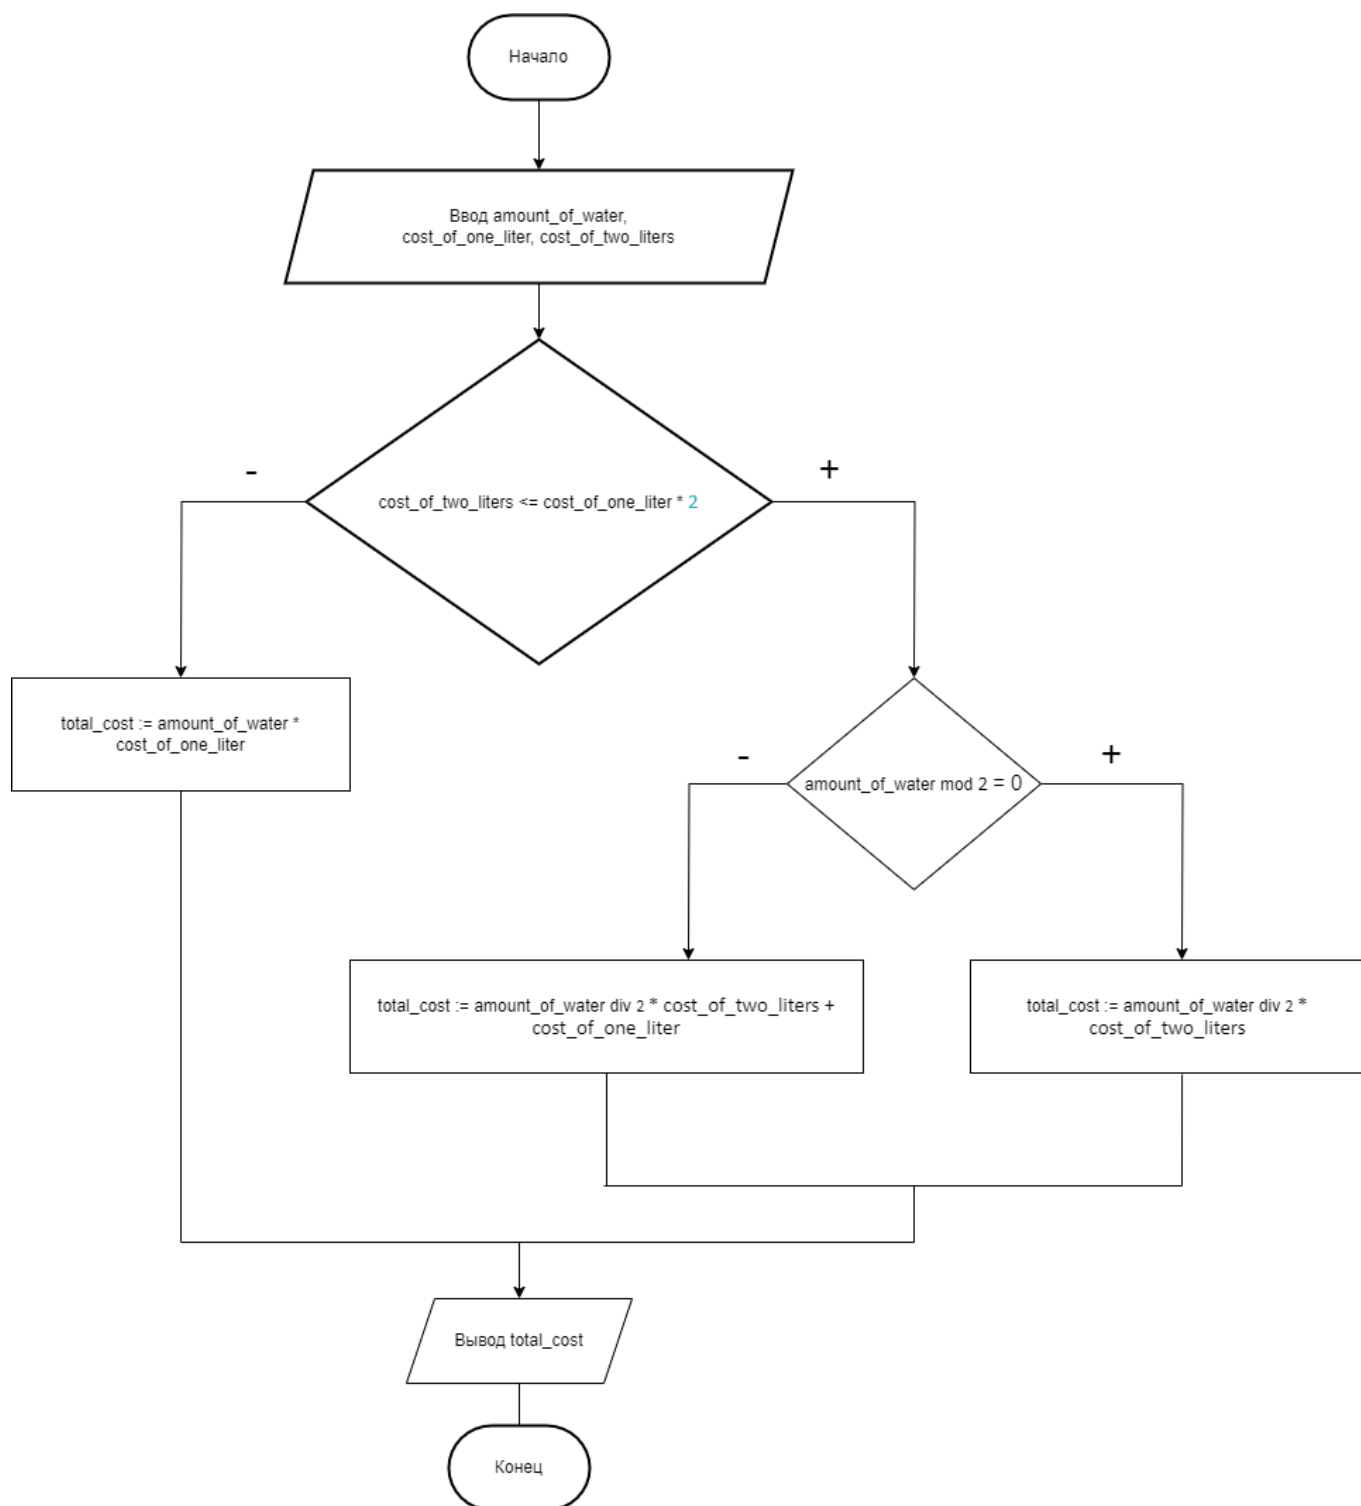 Начало
Ввод amount_of_water,
cost_of_one_liter, cost_of_two_liters
-
+
cost_of_two_liters <= cost_of_one_liter * 2
total_cost := amount_of_water *
cost_of_one_liter
-
+
amount_of_water mod 2 = 0
total_cost := amount_of_water div 2 * cost_of_two_liters +
cost_of_one_liter
total_cost := amount_of_water div 2 *
cost_of_two_liters
Вывод total_cost
Конец